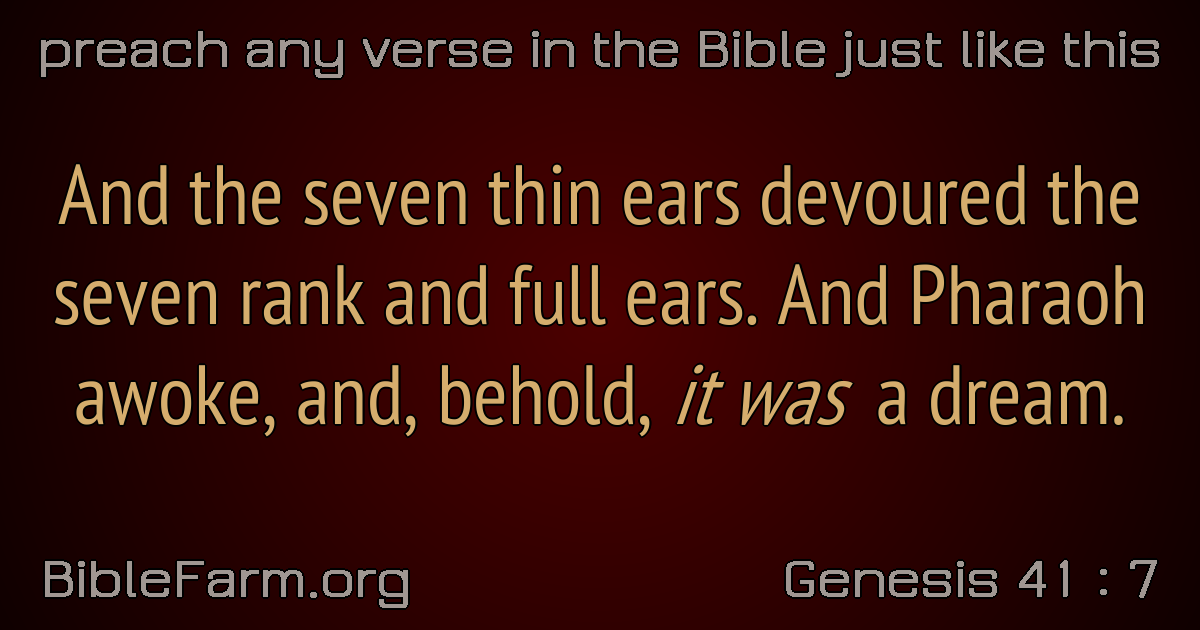 preach any verse in the Bible just like this
And the seven thin ears devoured the
seven rank and full ears. And Pharaoh
awoke, and, behold, it was a dream.
BibleFarm.org
Genesis 41 : 7